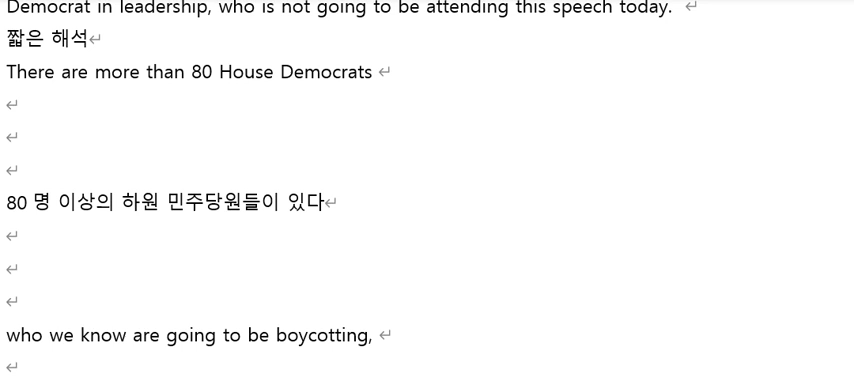 Democrat in leadership, who is not going to be attending this speech today.
짧은 해석
There are more than 80 House Democrats
80 명 이상의 하원 민주당원들이 있다
who we know are going to be boycotting,